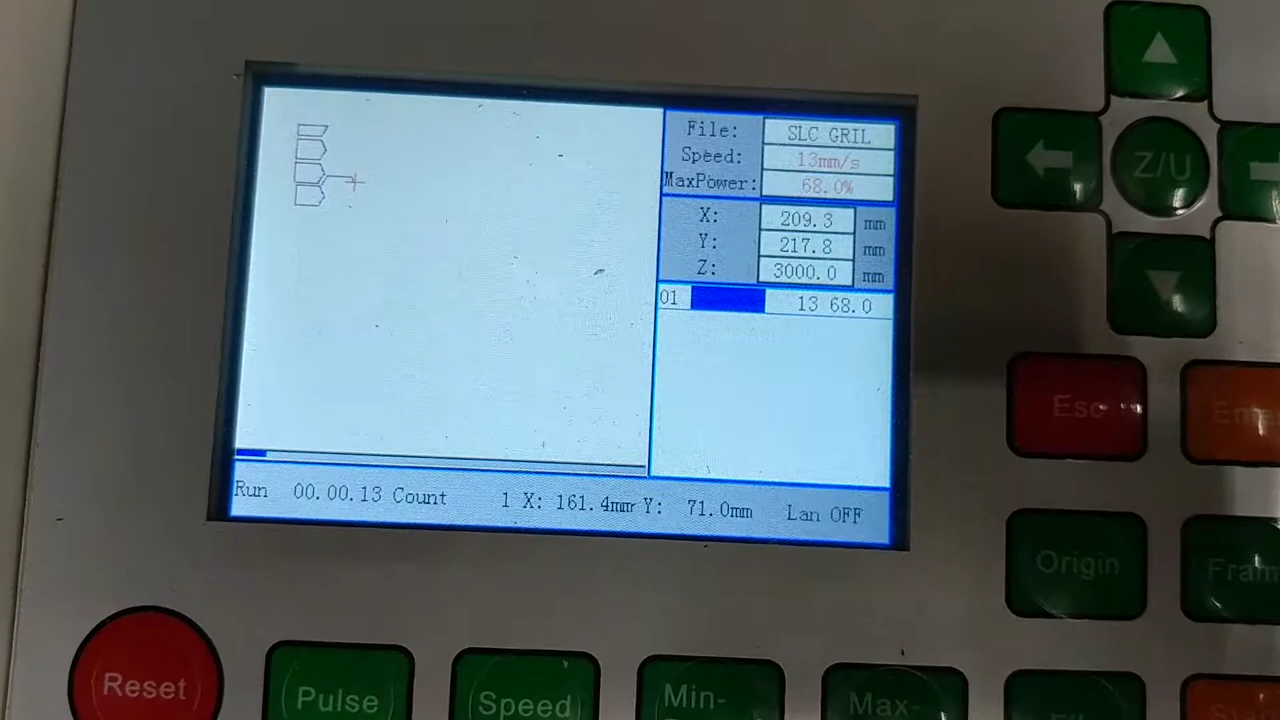 File: SLC GRIL
Speed: 13mm/s
MaxPower: 68.0%
X: 209.3 mm
Y: 217.8 mm
Z: 3000.0 mm
01 13 68.0
Run 00.00.13 Count 1 X: 161.4mm Y: 71.0mm Lan OFF
Z/U
Esc
Origin
Reset
Pulse
Speed
Min-
Max-